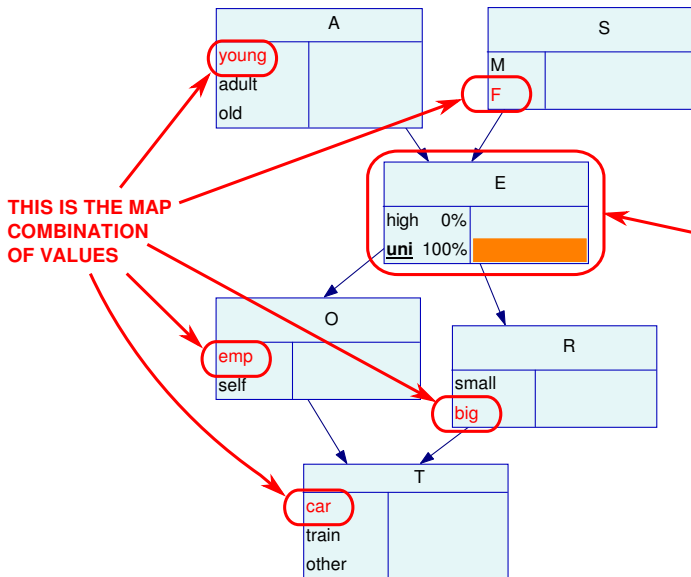 A
young
adult
old
S
M
F
E
high 0%
uni 100%
THIS IS THE MAP
COMBINATION
OF VALUES
O
emp
self
R
small
big
T
car
train
other